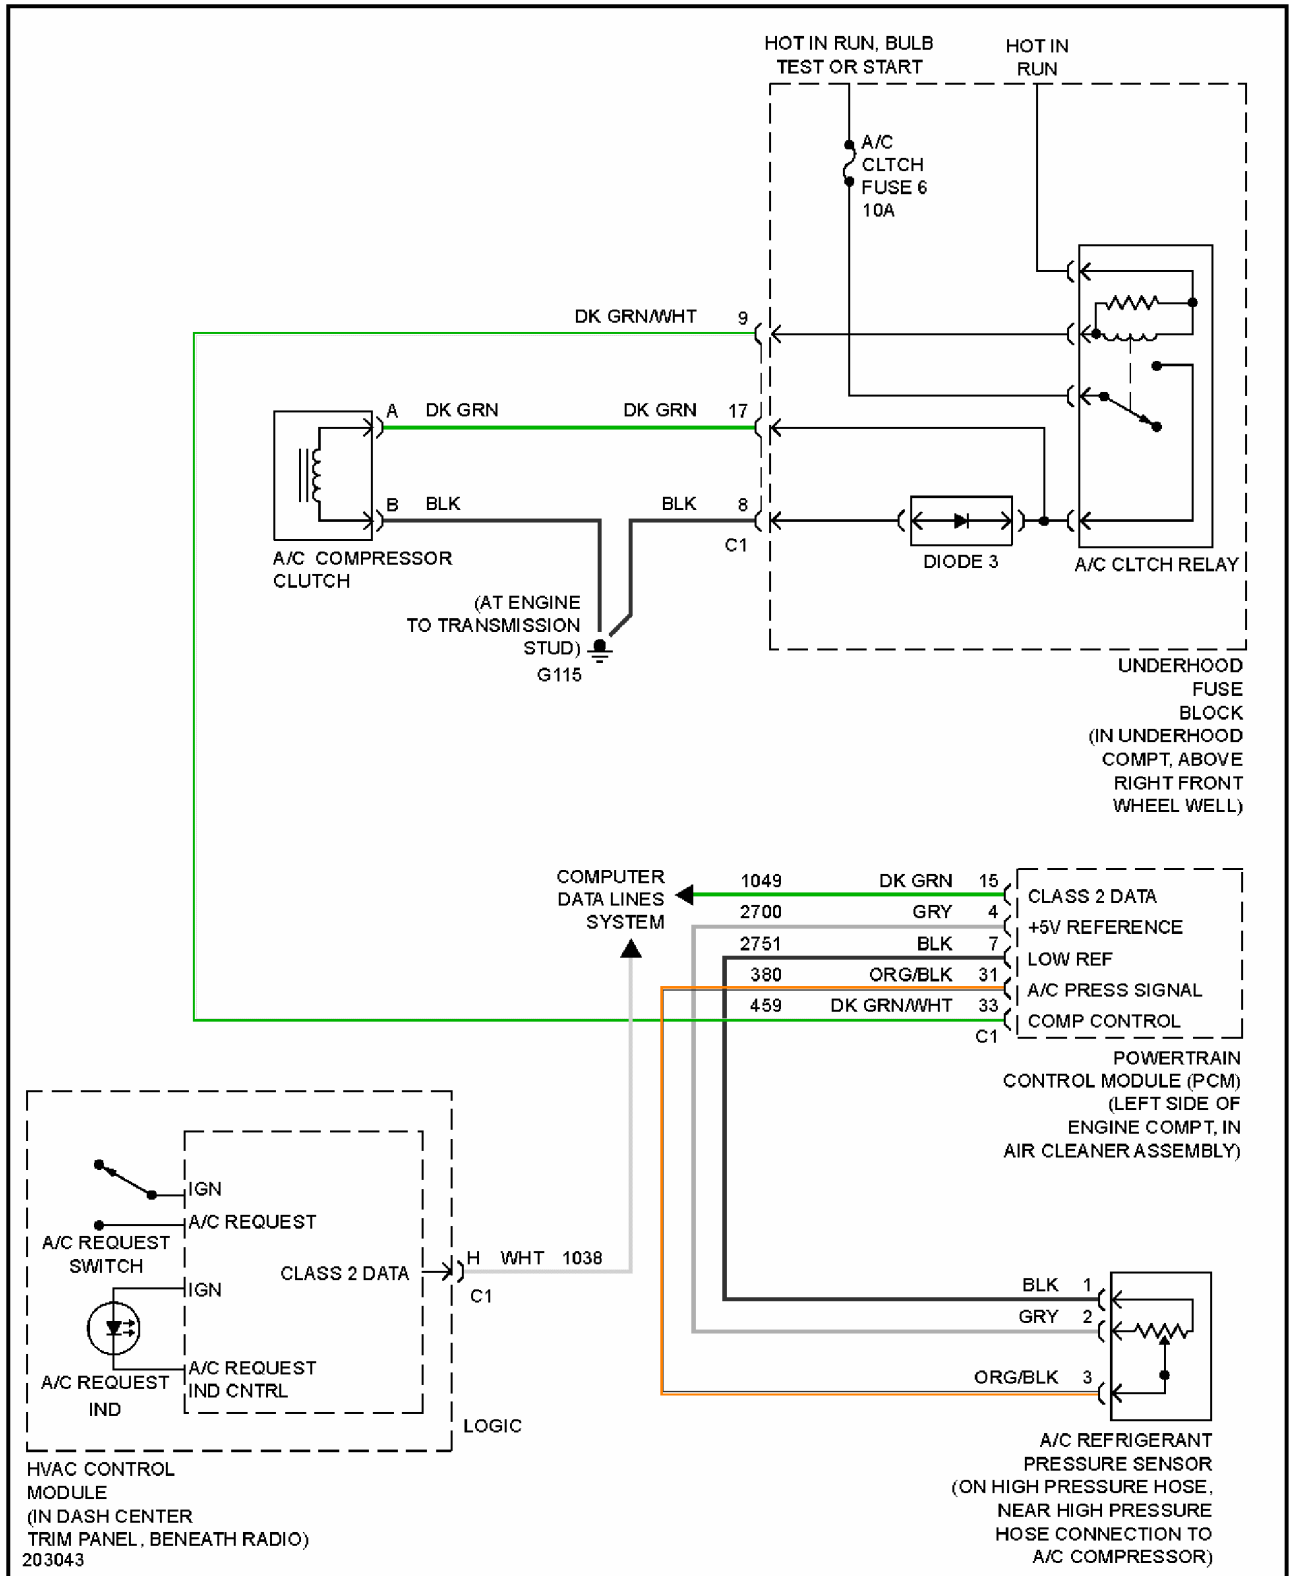 HOT IN RUN, BULB
TEST OR START
HOT IN
RUN
A/C
CLTCH
FUSE 6
10A
DK GRN/WHT 9
A DK GRN DK GRN 17
B BLK BLK 8
C1
A/C COMPRESSOR
CLUTCH
DIODE 3
A/C CLTCH RELAY
(AT ENGINE
TO TRANSMISSION
STUD)
G115
UNDERHOOD
FUSE
BLOCK
(IN UNDERHOOD
COMPT, ABOVE
RIGHT FRONT
WHEEL WELL)
COMPUTER
DATA LINES
SYSTEM
1049 DK GRN 15 CLASS 2 DATA
2700 GRY 4 +5V REFERENCE
2751 BLK 7 LOW REF
380 ORG/BLK 31 A/C PRESS SIGNAL
459 DK GRN/WHT 33 COMP CONTROL
C1
POWERTRAIN
CONTROL MODULE (PCM)
(LEFT SIDE OF
ENGINE COMPT, IN
AIR CLEANER ASSEMBLY)
IGN
A/C REQUEST
A/C REQUEST
SWITCH
CLASS 2 DATA
H WHT 1038
C1
IGN
A/C REQUEST
IND CNTRL
A/C REQUEST
IND
LOGIC
HVAC CONTROL
MODULE
(IN DASH CENTER
TRIM PANEL, BENEATH RADIO)
203043
BLK 1
GRY 2
ORG/BLK 3
A/C REFRIGERANT
PRESSURE SENSOR
(ON HIGH PRESSURE HOSE,
NEAR HIGH PRESSURE
HOSE CONNECTION TO
A/C COMPRESSOR)